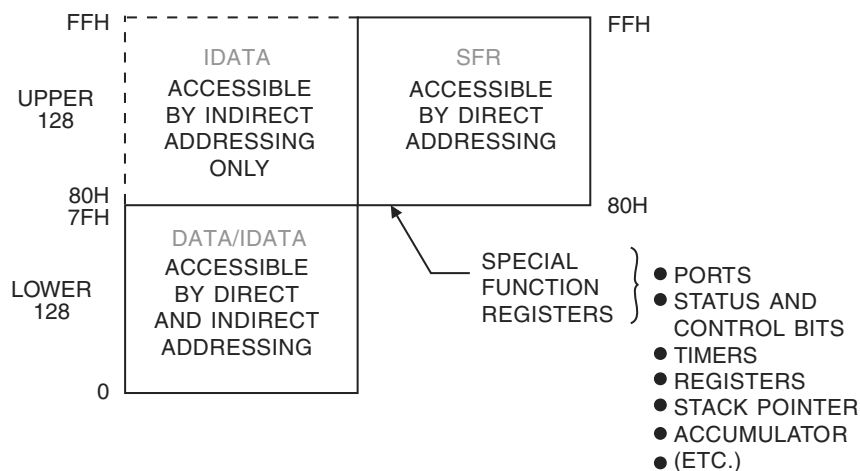 FFH
IDATA
ACCESSIBLE
BY INDIRECT
ADDRESSING
ONLY
SFR
ACCESSIBLE
BY DIRECT
ADDRESSING
FFH
UPPER
128
80H
7FH
80H
DATA/IDATA
ACCESSIBLE
BY DIRECT
AND INDIRECT
ADDRESSING
LOWER
128
0
SPECIAL
FUNCTION
REGISTERS
● PORTS
● STATUS AND
CONTROL BITS
● TIMERS
● REGISTERS
● STACK POINTER
● ACCUMULATOR
● (ETC.)